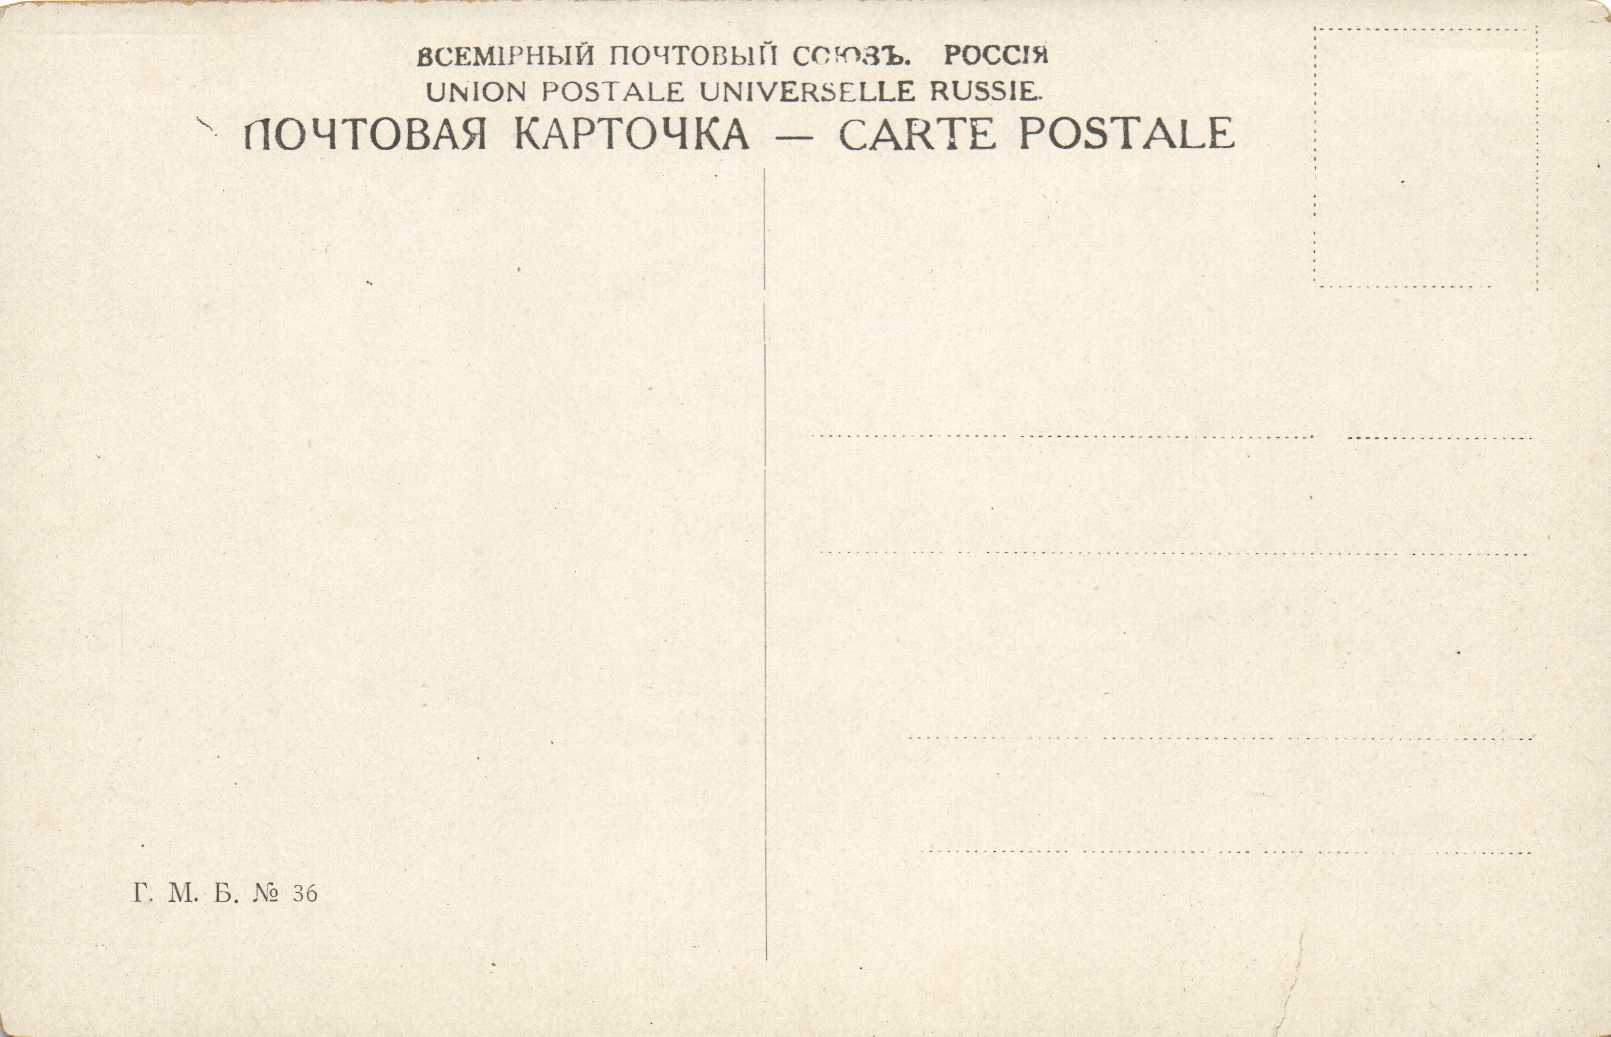 ВСЕМІРНЫЙ ПОЧТОВЫЙ СОЮЗЪ. РОССІЯ
UNION POSTALE UNIVERSELLE RUSSIE.
ПОЧТОВАЯ КАРТОЧКА — CARTE POSTALE
Г. М. Б. № 36